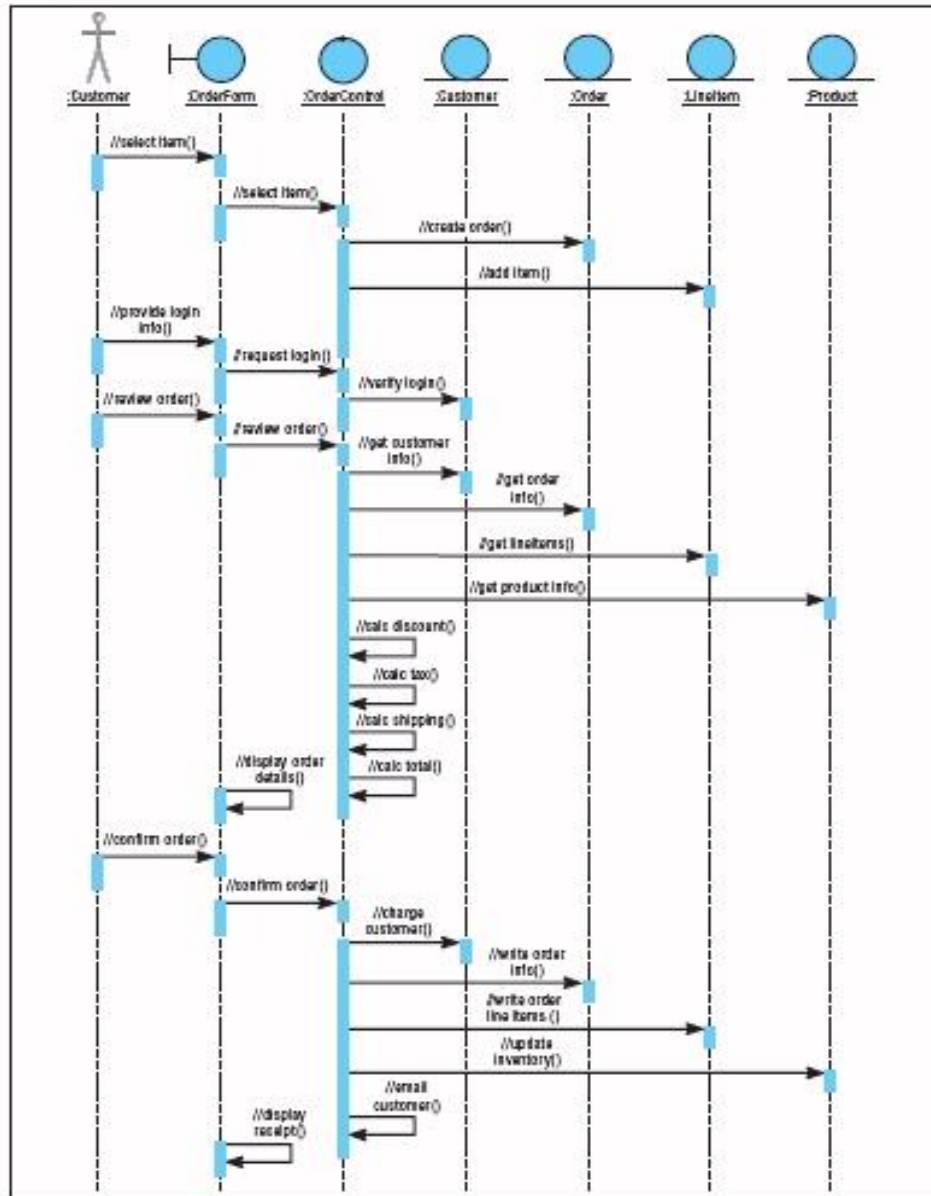 :Customer :OrderForm :OrderControl :Customer :Order :LineItem :Product
//select item()
//select item()
//create order()
//add item()
//provide login
info()
//request login()
//verify login()
//review order()
//review order()
//get customer
info()
//get order
info()
//get lineItems()
//get product info()
//calc discount()
//calc tax()
//calc shipping()
//calc total()
//display order
details()
//confirm order()
//confirm order()
//charge
customer()
//write order
info()
//write order
line items ()
//update
inventory()
//email
customer()
//display
receipt()